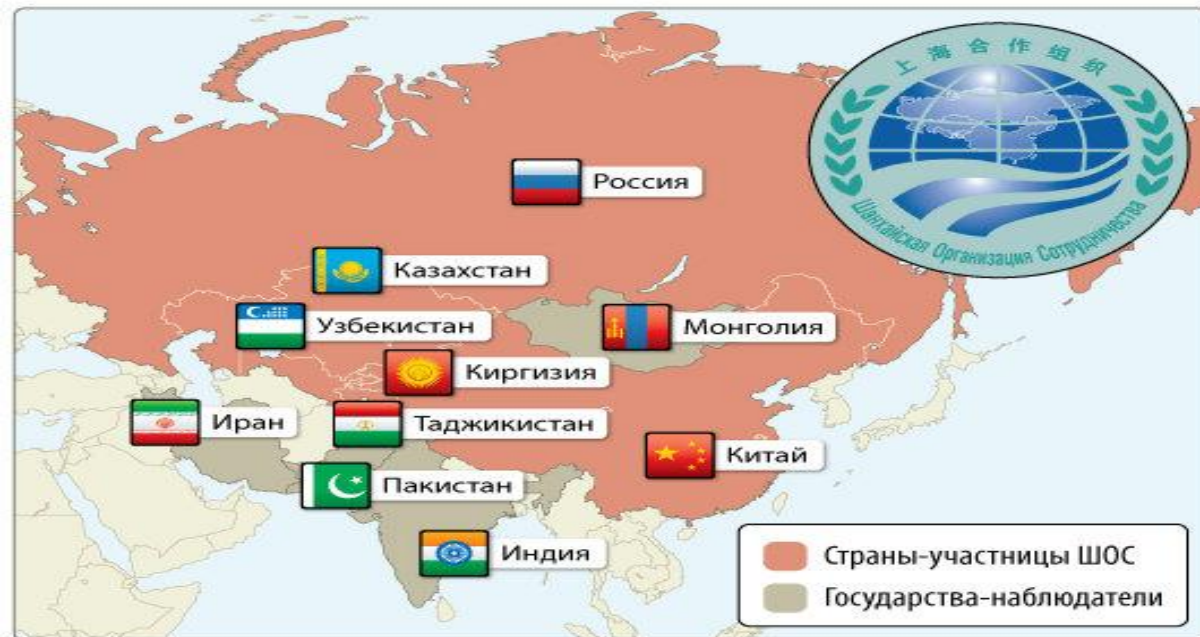 上海合作组织
Шанхайская Организация Сотрудничества
Россия
Казахстан
Узбекистан
Монголия
Киргизия
Иран
Таджикистан
Китай
Пакистан
Индия
Страны-участницы ШОС
Государства-наблюдатели